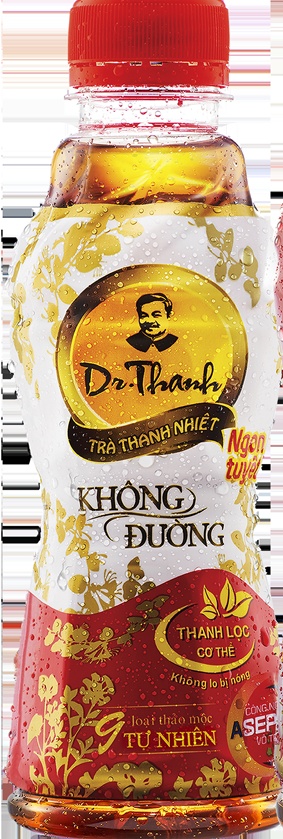 Dr.Thanh
TRÀ THANH NHIỆT
Ngon
tuyệt
KHÔNG
ĐƯỜNG
THANH LỌC
CƠ THỂ
Không lo bị nóng
9 loại thảo mộc
TỰ NHIÊN